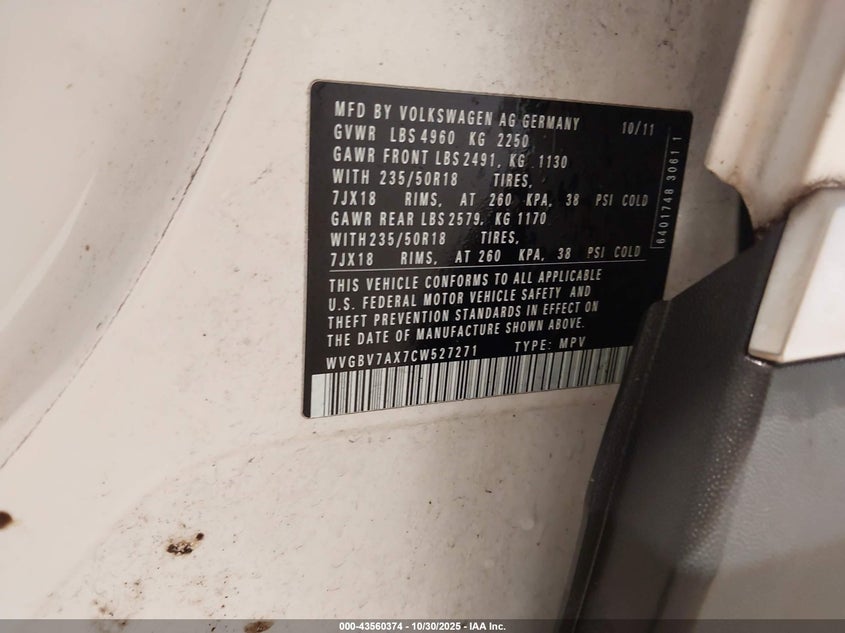 MFD BY VOLKSWAGEN AG GERMANY 10/11
GVWR LBS 4960 KG 2250
GAWR FRONT LBS 2491, KG 1130
WITH 235/50R18 TIRES,
7JX18 RIMS, AT 260 KPA, 38 PSI COLD
GAWR REAR LBS 2579, KG 1170
WITH 235/50R18 TIRES,
7JX18 RIMS, AT 260 KPA, 38 PSI COLD
THIS VEHICLE CONFORMS TO ALL APPLICABLE
U.S. FEDERAL MOTOR VEHICLE SAFETY AND
THEFT PREVENTION STANDARDS IN EFFECT ON
THE DATE OF MANUFACTURE SHOWN ABOVE.
WVGBV7AX7CW527271 TYPE: MPV
6401748 3061 1
000-43560374 - 10/30/2025 - IAA Inc.